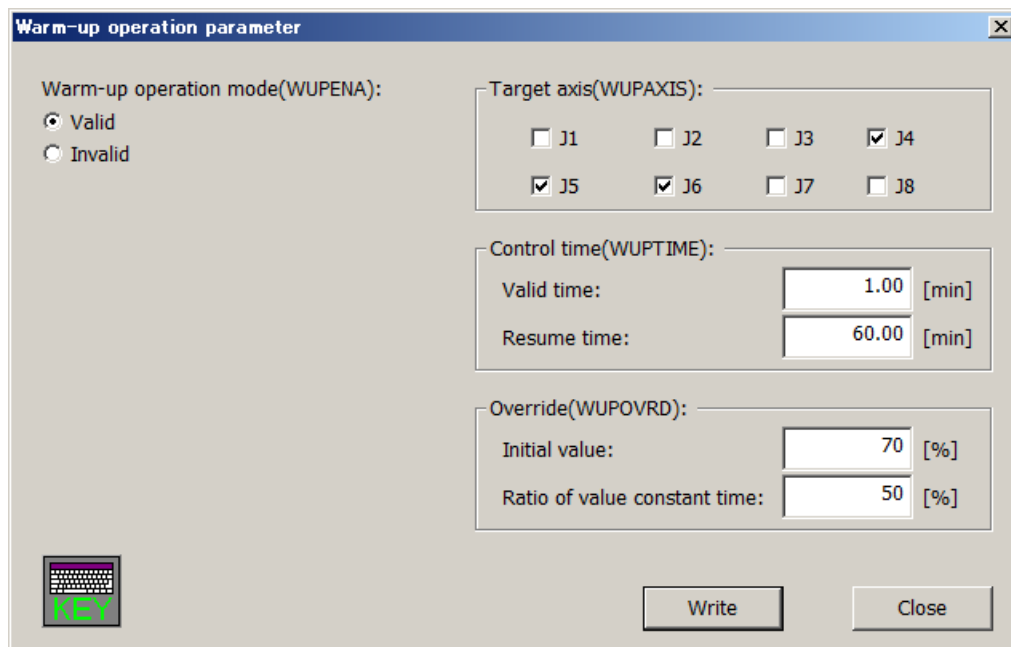 Warm-up operation parameter
Warm-up operation mode(WUPENA):
Valid
Invalid
Target axis(WUPAXIS):
J1 J2 J3 J4
J5 J6 J7 J8
Control time(WUPTIME):
Valid time: 1.00 [min]
Resume time: 60.00 [min]
Override(WUPOVRD):
Initial value: 70 [%]
Ratio of value constant time: 50 [%]
KEY
Write Close